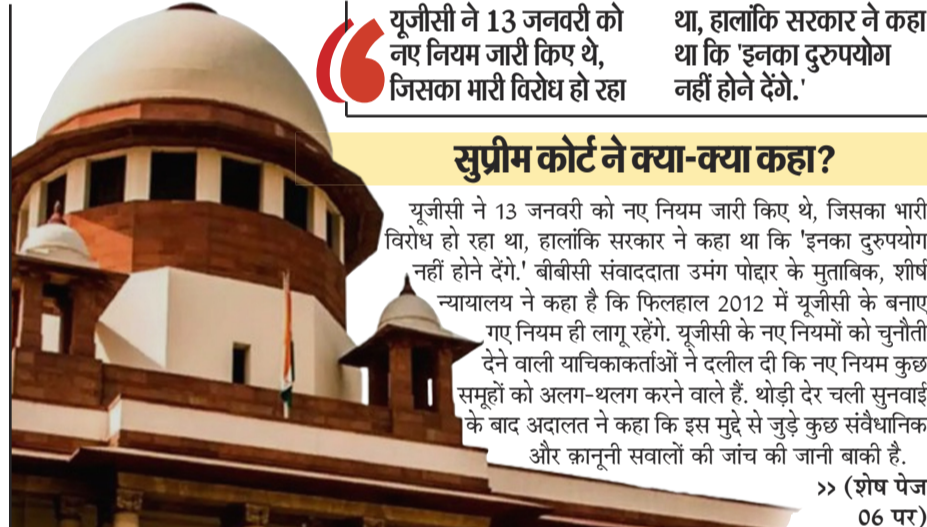 यूजीसी ने 13 जनवरी को
नए नियम जारी किए थे,
जिसका भारी विरोध हो रहा
था, हालांकि सरकार ने कहा
था कि 'इनका दुरुपयोग
नहीं होने देंगे.'
सुप्रीम कोर्ट ने क्या-क्या कहा?
यूजीसी ने 13 जनवरी को नए नियम जारी किए थे, जिसका भारी
विरोध हो रहा था, हालांकि सरकार ने कहा था कि 'इनका दुरुपयोग
नहीं होने देंगे.' बीबीसी संवाददाता उमंग पोद्दार के मुताबिक, शीर्ष
न्यायालय ने कहा है कि फिलहाल 2012 में यूजीसी के बनाए
गए नियम ही लागू रहेंगे. यूजीसी के नए नियमों को चुनौती
देने वाली याचिकाकर्ताओं ने दलील दी कि नए नियम कुछ
समूहों को अलग-थलग करने वाले हैं. थोड़ी देर चली सुनवाई
के बाद अदालत ने कहा कि इस मुद्दे से जुड़े कुछ संवैधानिक
और क़ानूनी सवालों की जांच की जानी बाकी है.
>> (शेष पेज
06 पर)